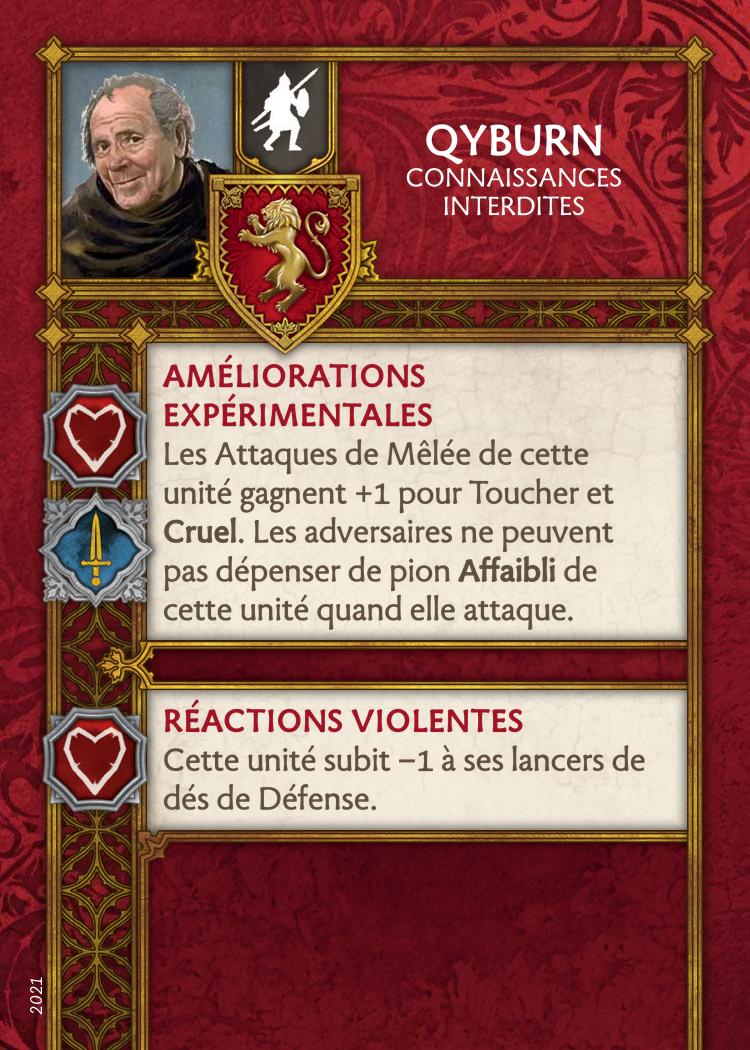 QYBURN
CONNAISSANCES
INTERDITES
AMÉLIORATIONS
EXPÉRIMENTALES
Les Attaques de Mêlée de cette
unité gagnent +1 pour Toucher et
Cruel. Les adversaires ne peuvent
pas dépenser de pion Affaibli de
cette unité quand elle attaque.
RÉACTIONS VIOLENTES
Cette unité subit –1 à ses lancers de
dés de Défense.
2021